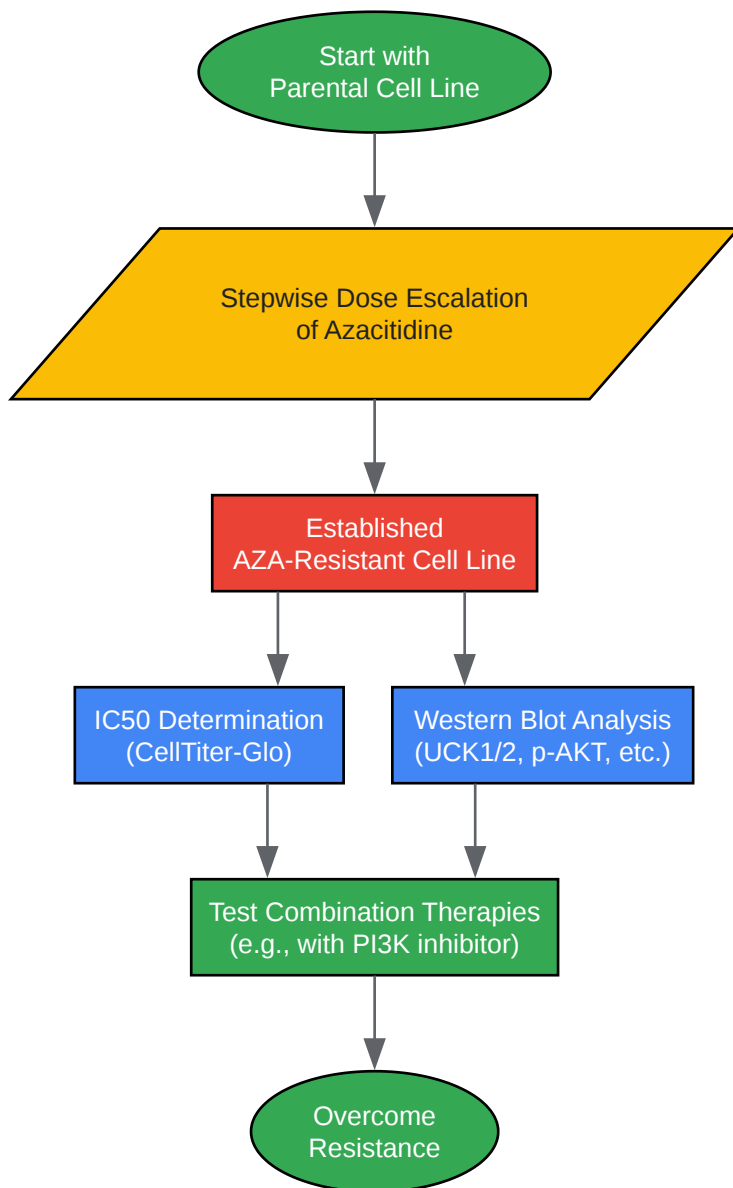 Start with
Parental Cell Line
Stepwise Dose Escalation
of Azacitidine
Established
AZA-Resistant Cell Line
IC50 Determination
(CellTiter-Glo)
Western Blot Analysis
(UCK1/2, p-AKT, etc.)
Test Combination Therapies
(e.g., with PI3K inhibitor)
Overcome
Resistance